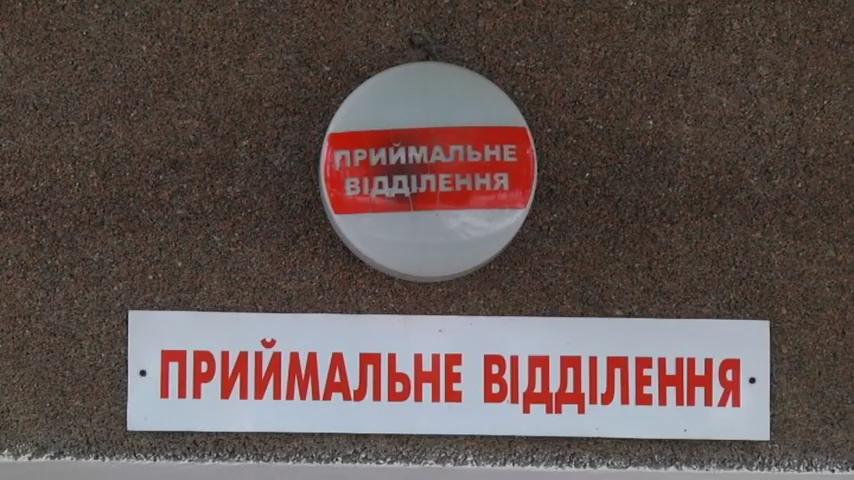 ПРИЙМАЛЬНЕ
ВІДДІЛЕННЯ
ПРИЙМАЛЬНЕ ВІДДІЛЕННЯ